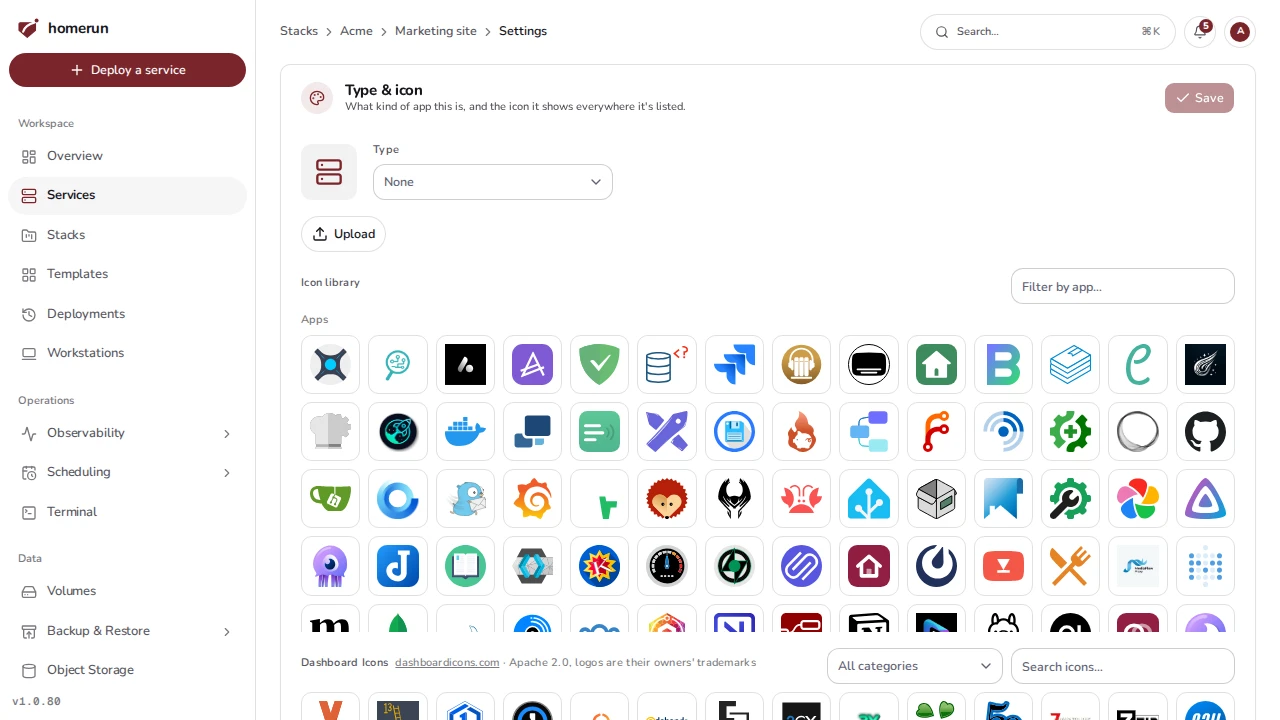 homerun
Stacks > Acme > Marketing site > Settings
Search...
⌘K
5
A
Deploy a service
Workspace
Overview
Services
Stacks
Templates
Deployments
Workstations
Operations
Observability
Scheduling
Terminal
Data
Volumes
Backup & Restore
Object Storage
v1.0.80
Type & icon
What kind of app this is, and the icon it shows everywhere it's listed.
Save
Type
None
Upload
Icon library
Filter by app...
Apps
Dashboard Icons dashboardicons.com · Apache 2.0, logos are their owners' trademarks
All categories
Search icons...